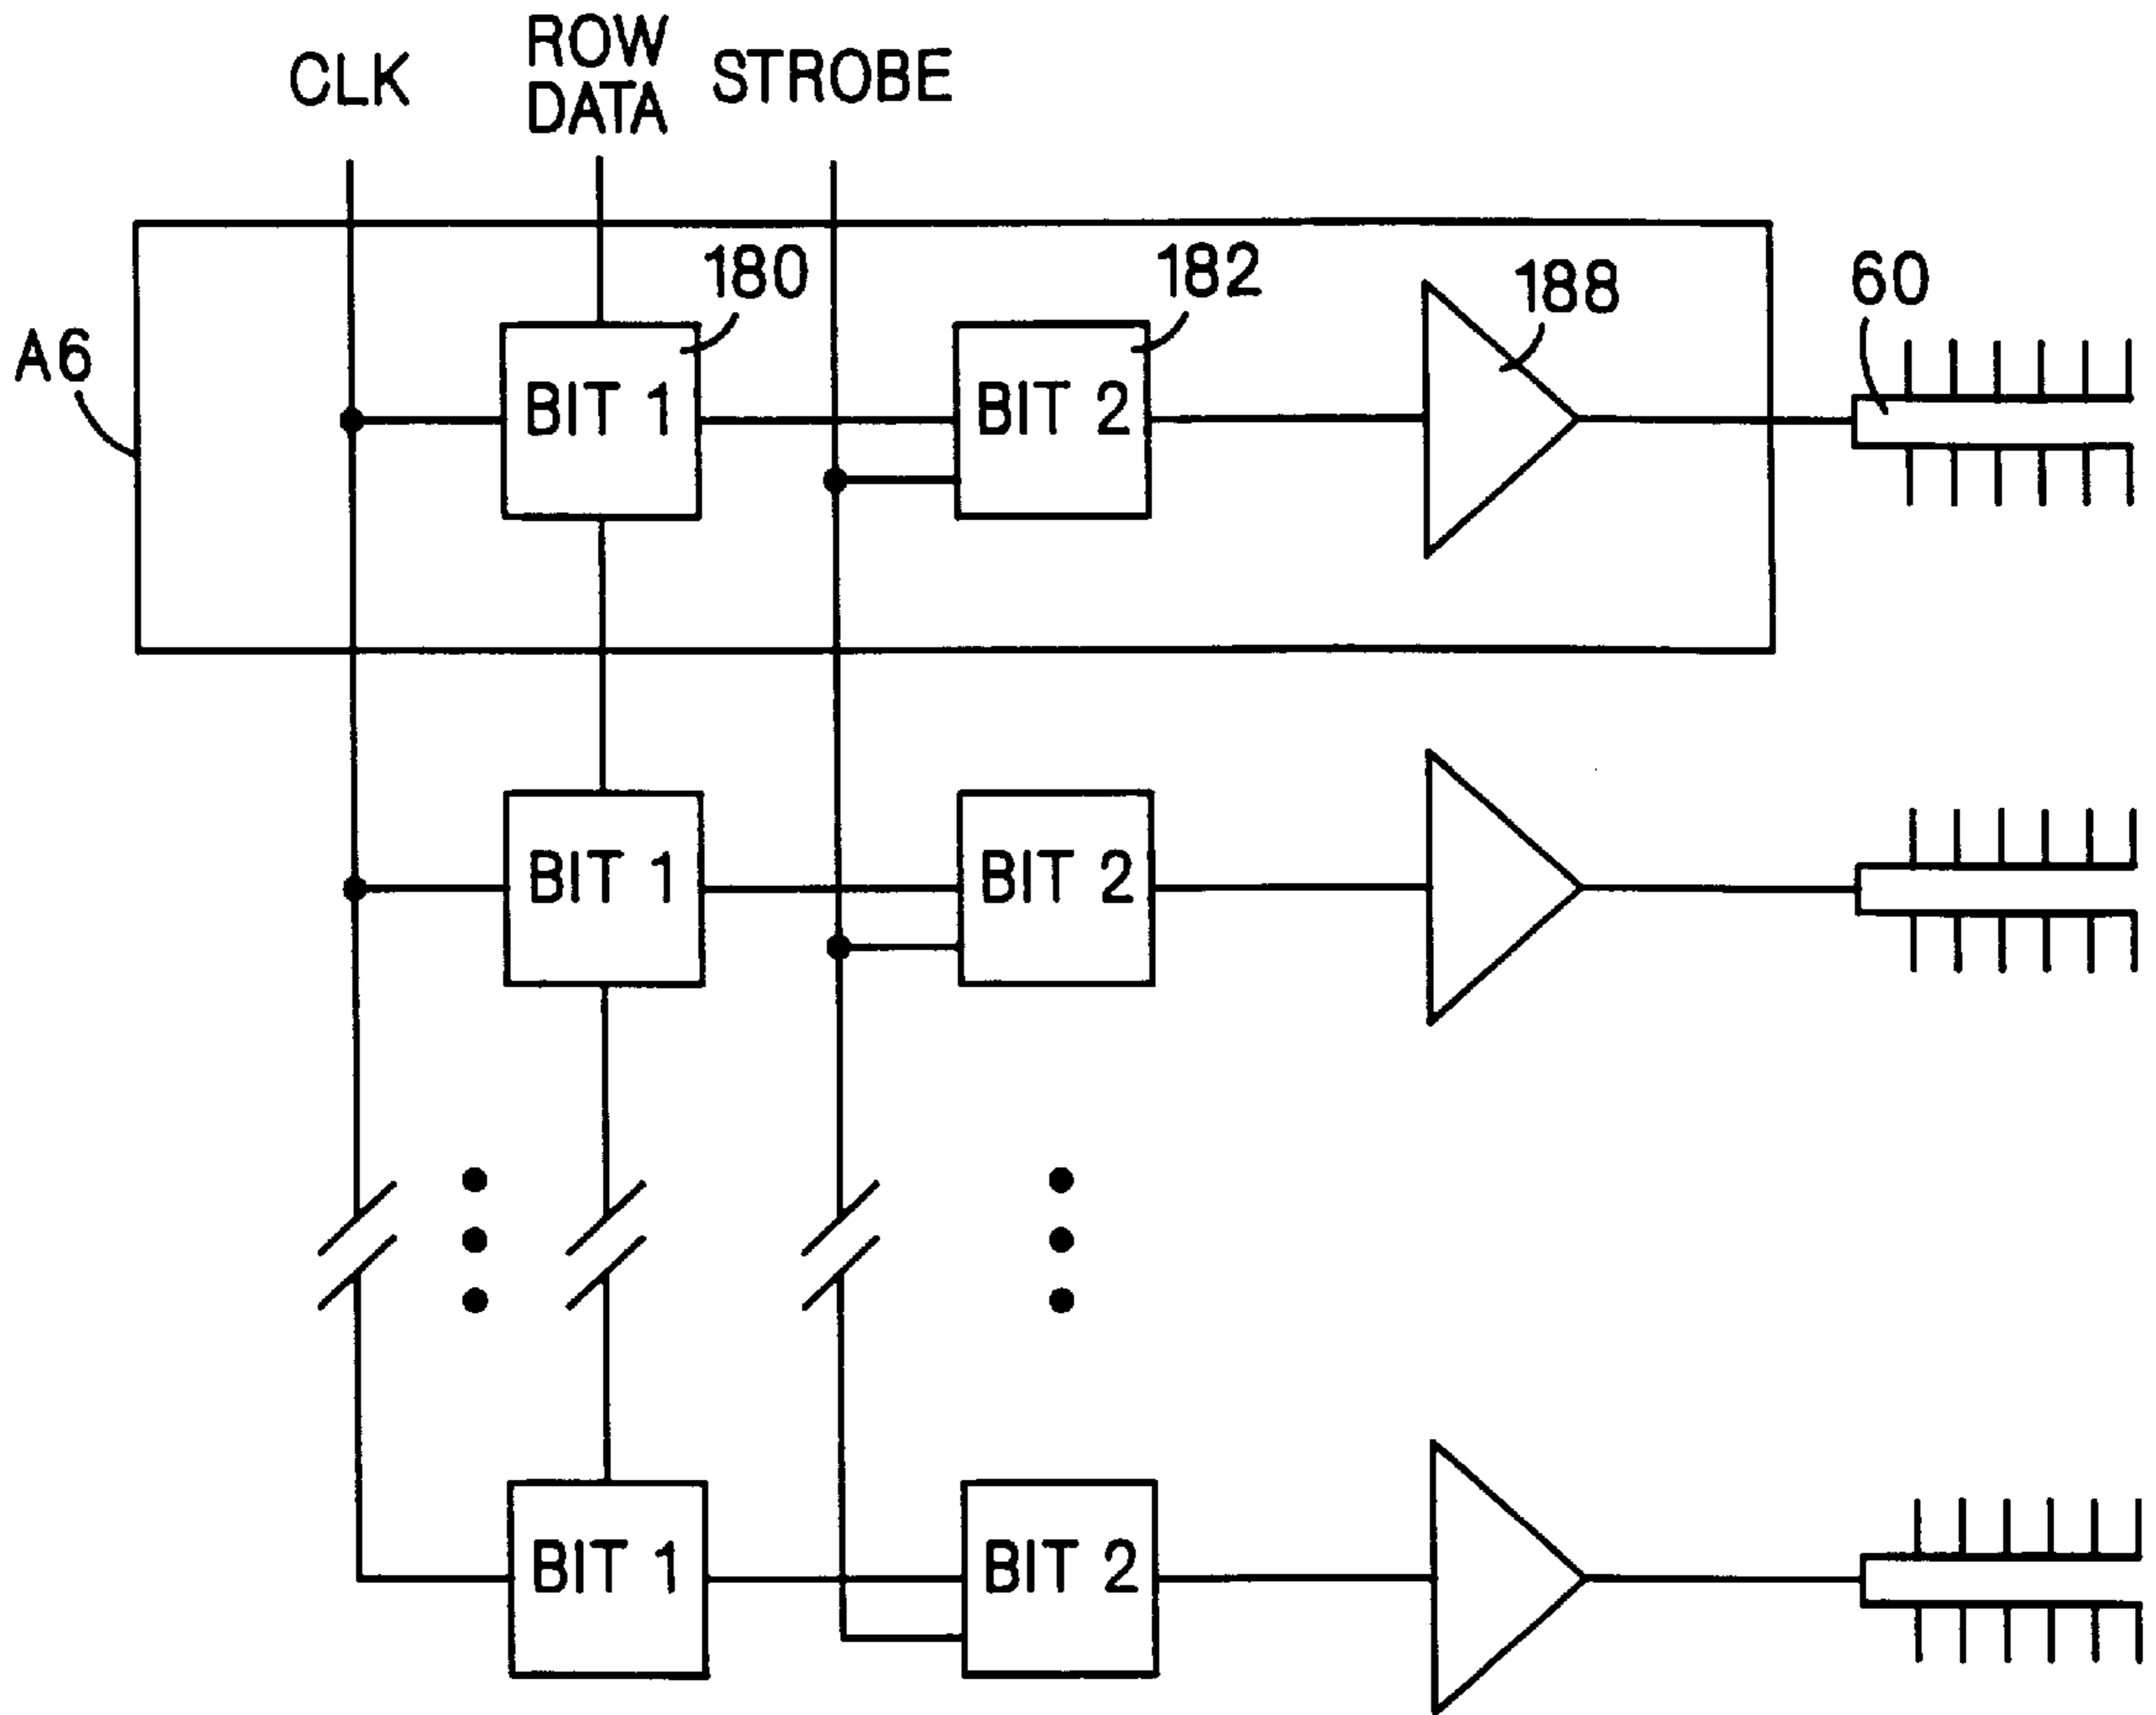 CLK
ROW
DATA
STROBE
180
182
188
60
A6
BIT 1
BIT 2
BIT 1
BIT 2
BIT 1
BIT 2